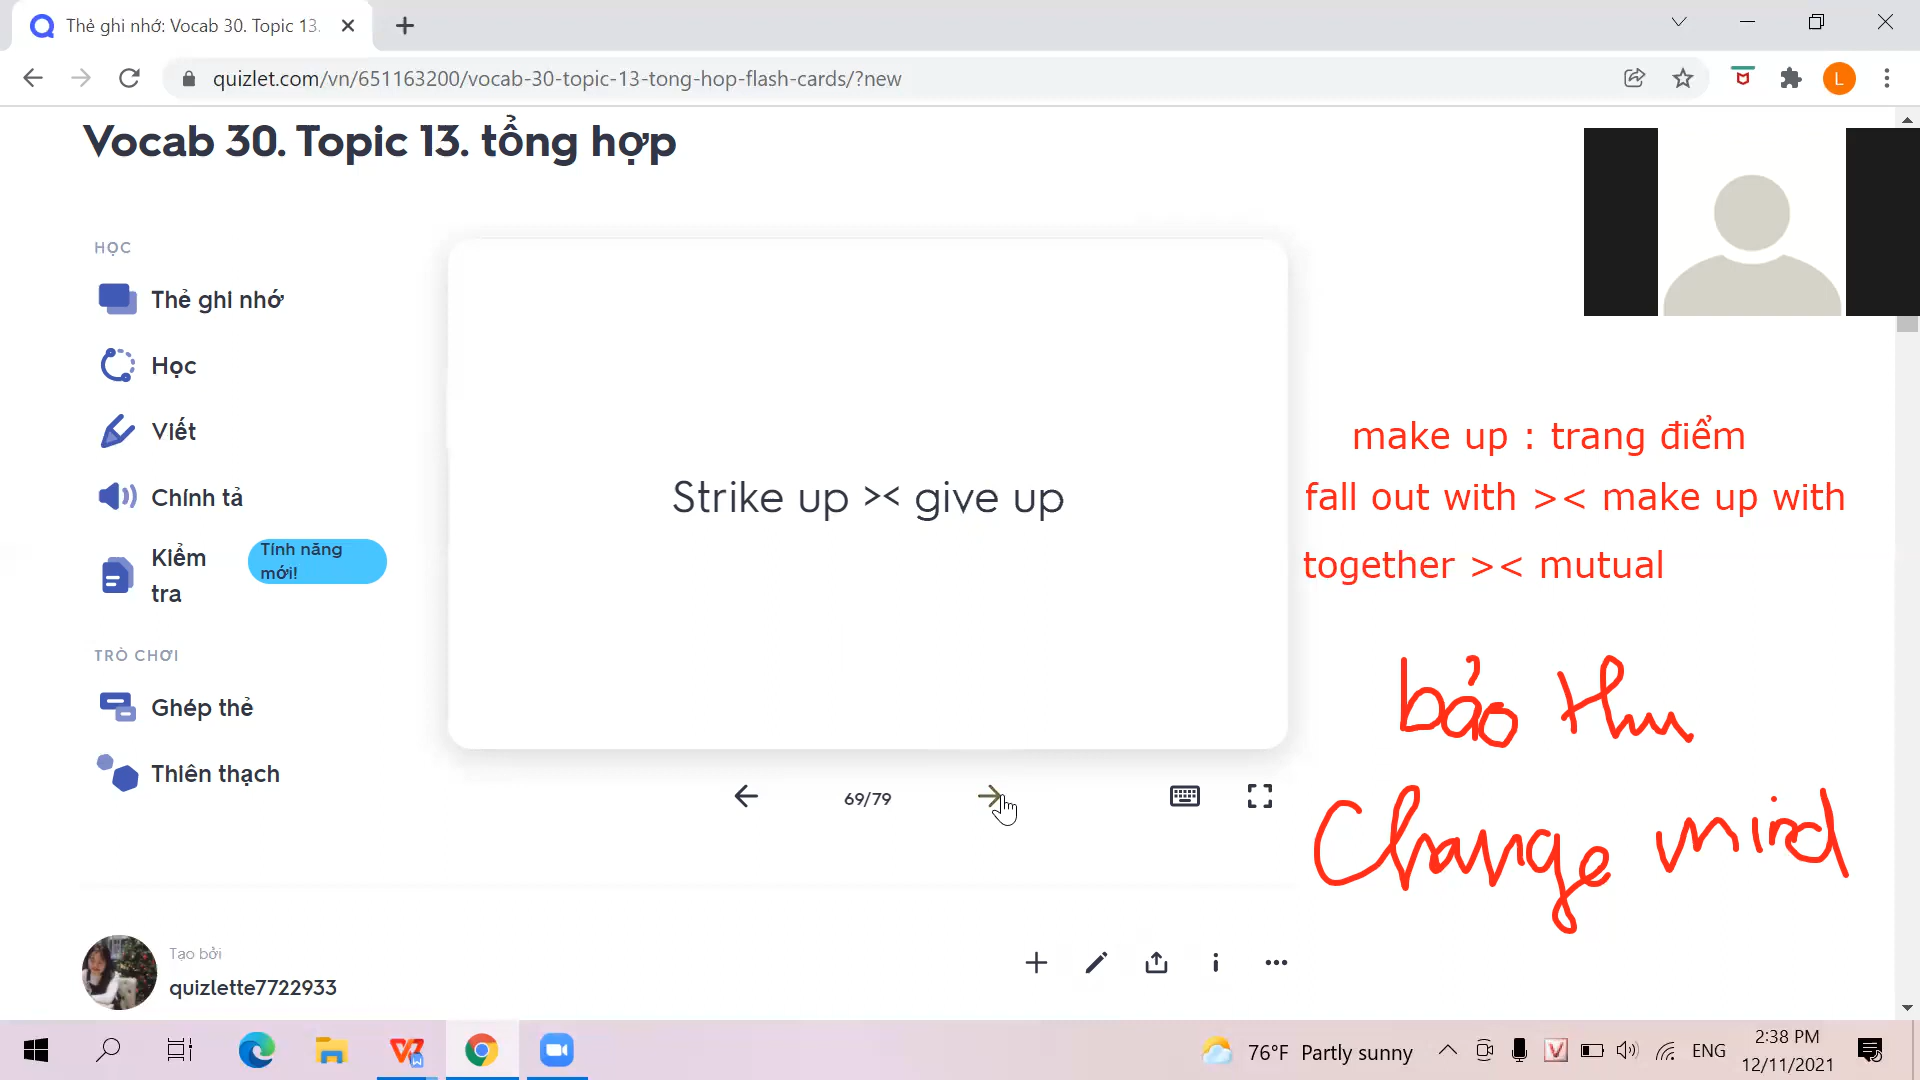 Thẻ ghi nhớ: Vocab 30. Topic 13.
quizlet.com/vn/651163200/vocab-30-topic-13-tong-hop-flash-cards/?new
L
Vocab 30. Topic 13. tổng hợp
HỌC
Thẻ ghi nhớ
Học
Viết
Chính tả
Kiểm tra
Tính năng mới!
TRÒ CHƠI
Ghép thẻ
Thiên thạch
Strike up >< give up
69/79
make up : trang điểm
fall out with >< make up with
together >< mutual
bảo thu
Change mind
Tạo bởi
quizlette7722933
76°F Partly sunny
ENG
2:38 PM
12/11/2021